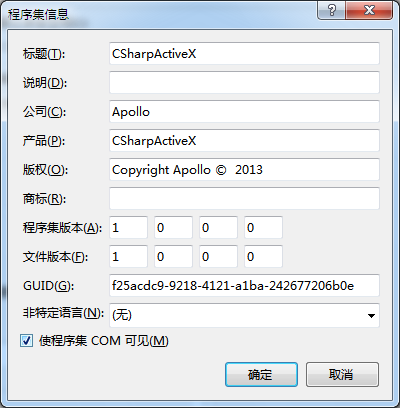 程序集信息
标题(T): CSharpActiveX
说明(D):
公司(C): Apollo
产品(P): CSharpActiveX
版权(O): Copyright Apollo © 2013
商标(R):
程序集版本(A): 1 0 0 0
文件版本(F): 1 0 0 0
GUID(G): f25acdc9-9218-4121-a1ba-242677206b0e
非特定语言(N): (无)
使程序集 COM 可见(M)
确定 取消